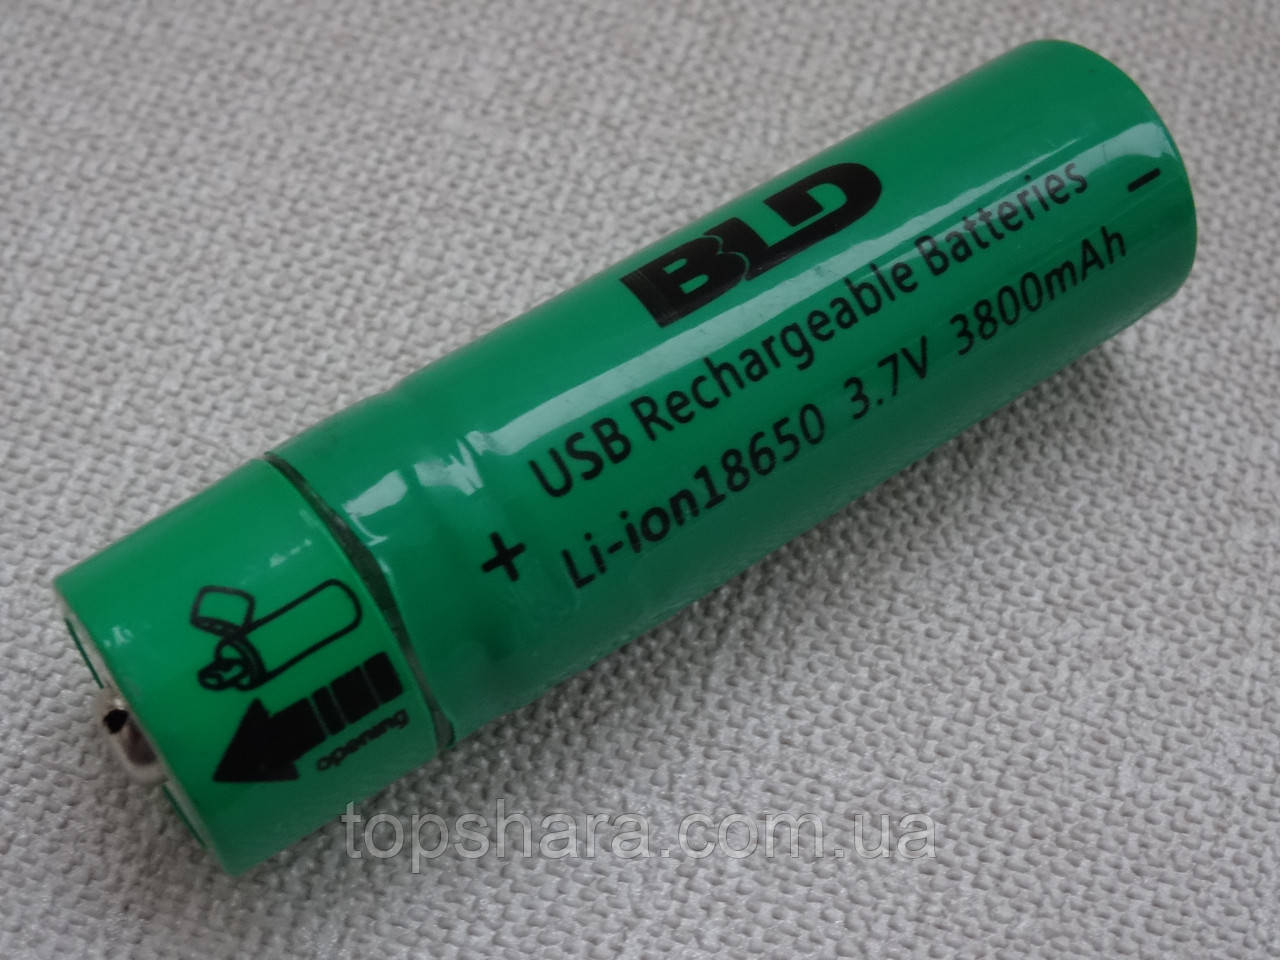 BLD
USB Rechargeable Batteries
Li-ion18650 3.7V 3800mAh
+ −
opening
topshara.com.ua